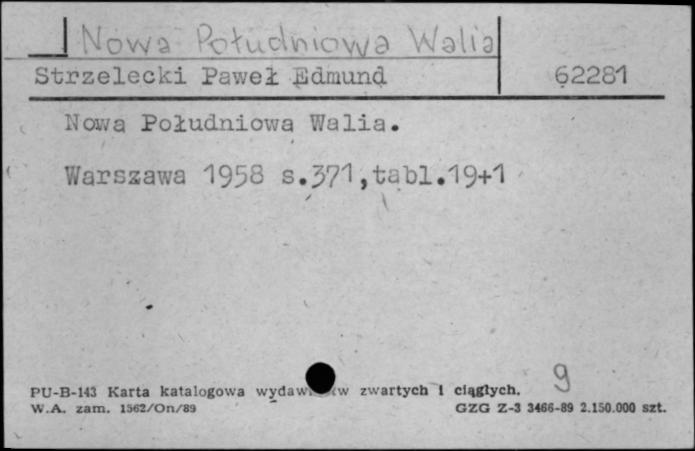 Nowa Południowa Walia
Strzelecki Paweł Edmund 62281
Nowa Południowa Walia.
Warszawa 1958 s.371,tabl.19+1
9
PU-B-143 Karta katalogowa zwartych i ciągłych.
W.A. zam. 1562/On/89 GZG Z-3 3466-89 2.150.000 szt.